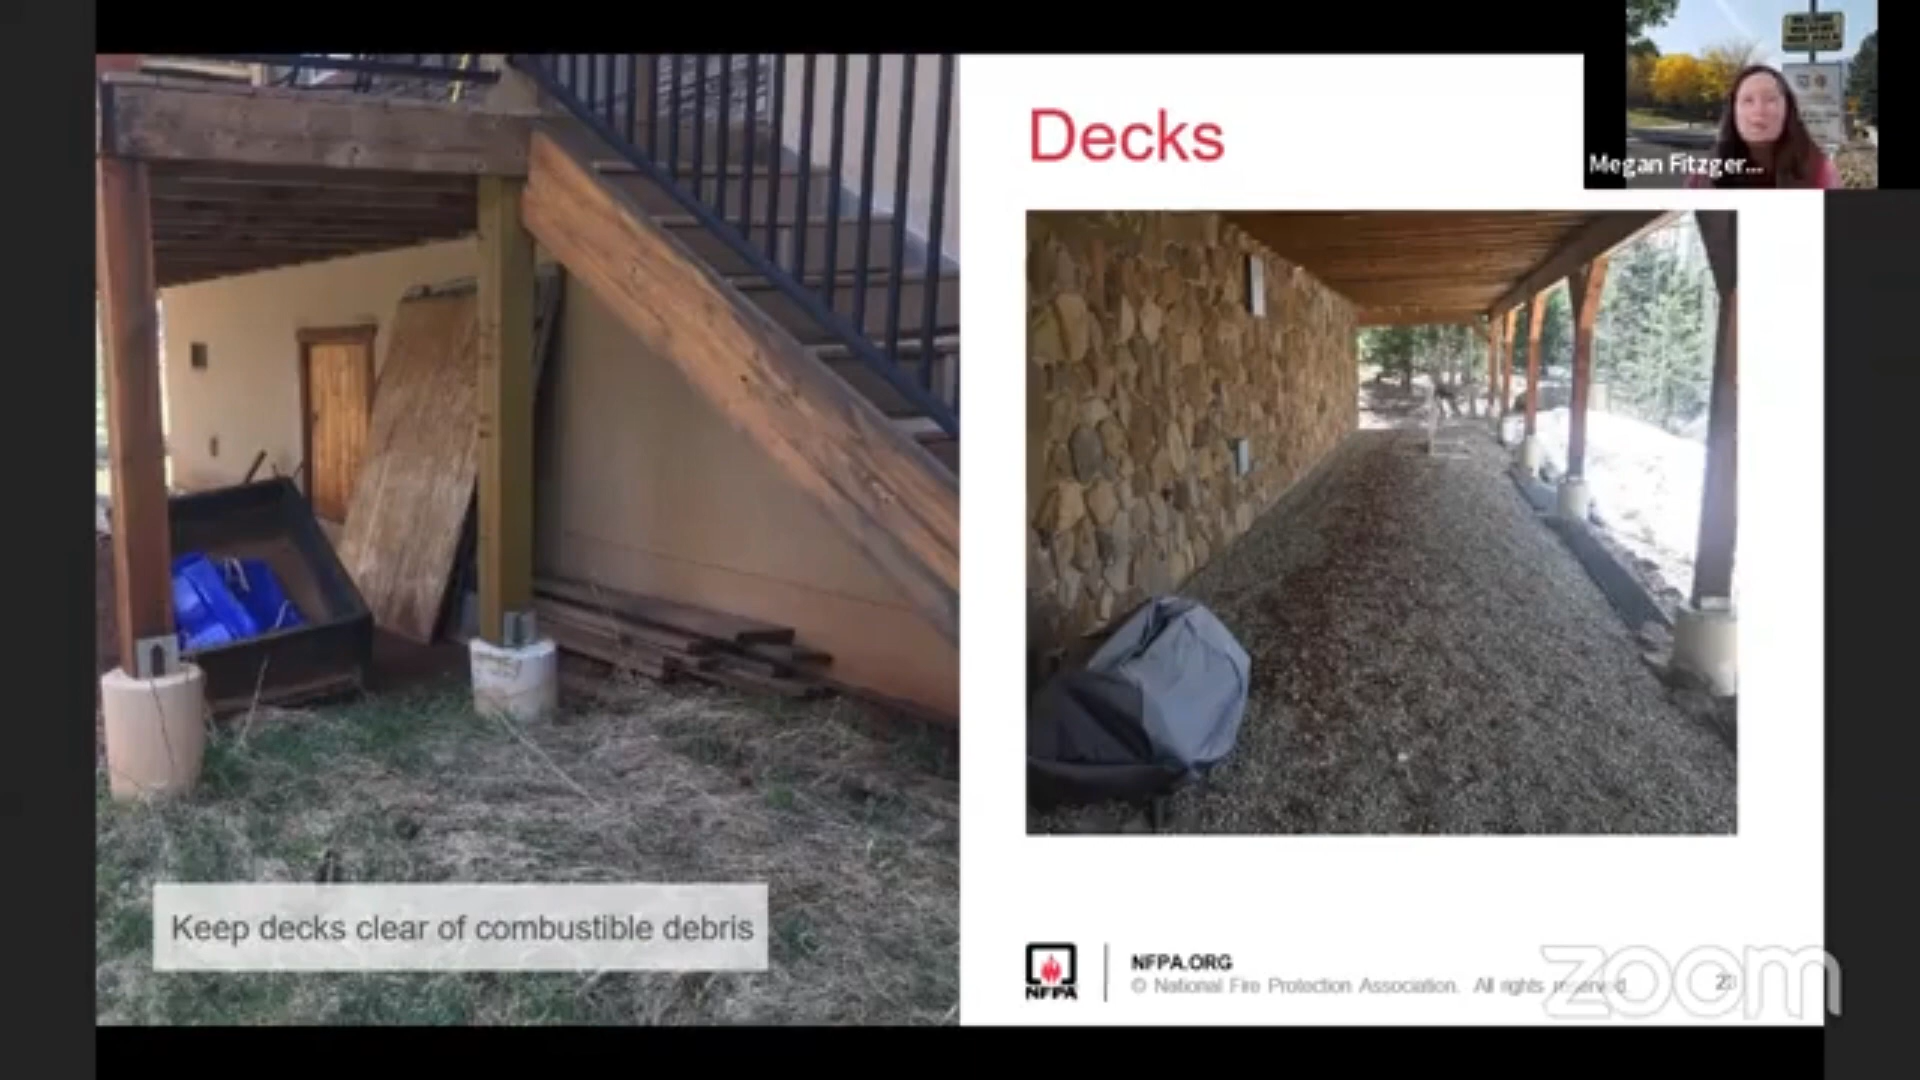 Decks
Megan Fitzger...
Keep decks clear of combustible debris
NFPA
NFPA.ORG
© National Fire Protection Association. All rights reserved
zoom